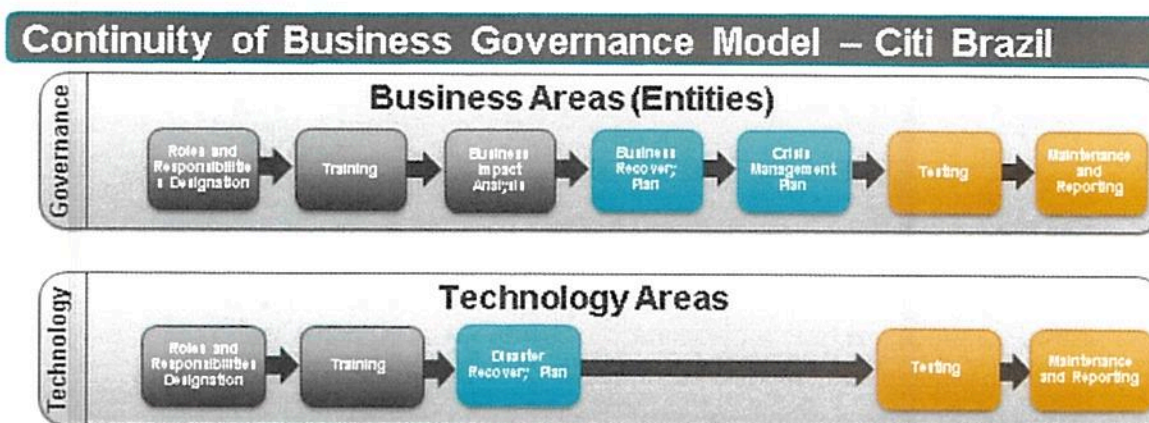 Continuity of Business Governance Model – Citi Brazil
Governance
Business Areas (Entities)
Roles and
Responsibilitie
s Designation
Training
Business
Impact
Analysis
Business
Recovery
Plan
Crisis
Management
Plan
Testing
Maintenance
and
Reporting
Technology
Technology Areas
Roles and
Responsibilities
Designation
Training
Disaster
Recovery Plan
Testing
Maintenance
and Reporting